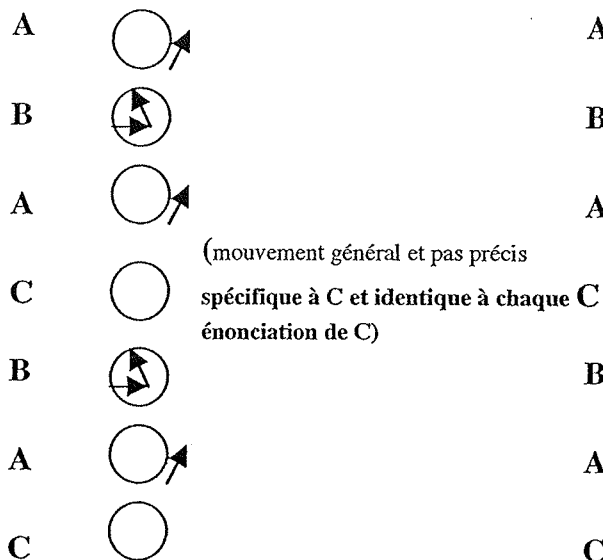 A A
B B
A A
(mouvement général et pas précis
C spécifique à C et identique à chaque C
énonciation de C)
B B
A A
C C